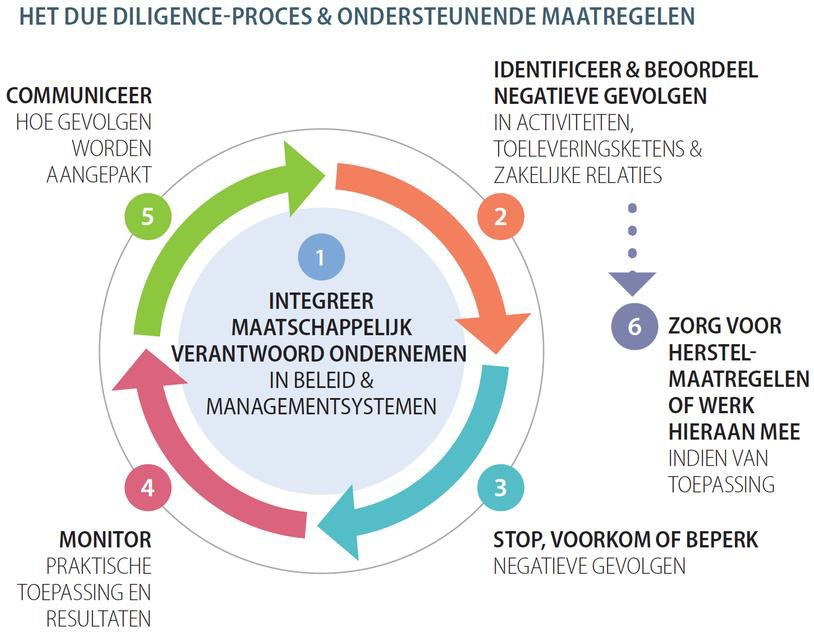 HET DUE DILIGENCE-PROCES & ONDERSTEUNENDE MAATREGELEN
1
INTEGREER
MAATSCHAPPELIJK
VERANTWOORD ONDERNEMEN
IN BELEID &
MANAGEMENTSYSTEMEN
2
IDENTIFICEER & BEOORDEEL
NEGATIEVE GEVOLGEN
IN ACTIVITEITEN,
TOELEVERINGSKETENS &
ZAKELIJKE RELATIES
3
STOP, VOORKOM OF BEPERK
NEGATIEVE GEVOLGEN
4
MONITOR
PRAKTISCHE
TOEPASSING EN
RESULTATEN
5
COMMUNICEER
HOE GEVOLGEN
WORDEN
AANGEPAKT
6
ZORG VOOR
HERSTEL-
MAATREGELEN
OF WERK
HIERAAN MEE
INDIEN VAN
TOEPASSING